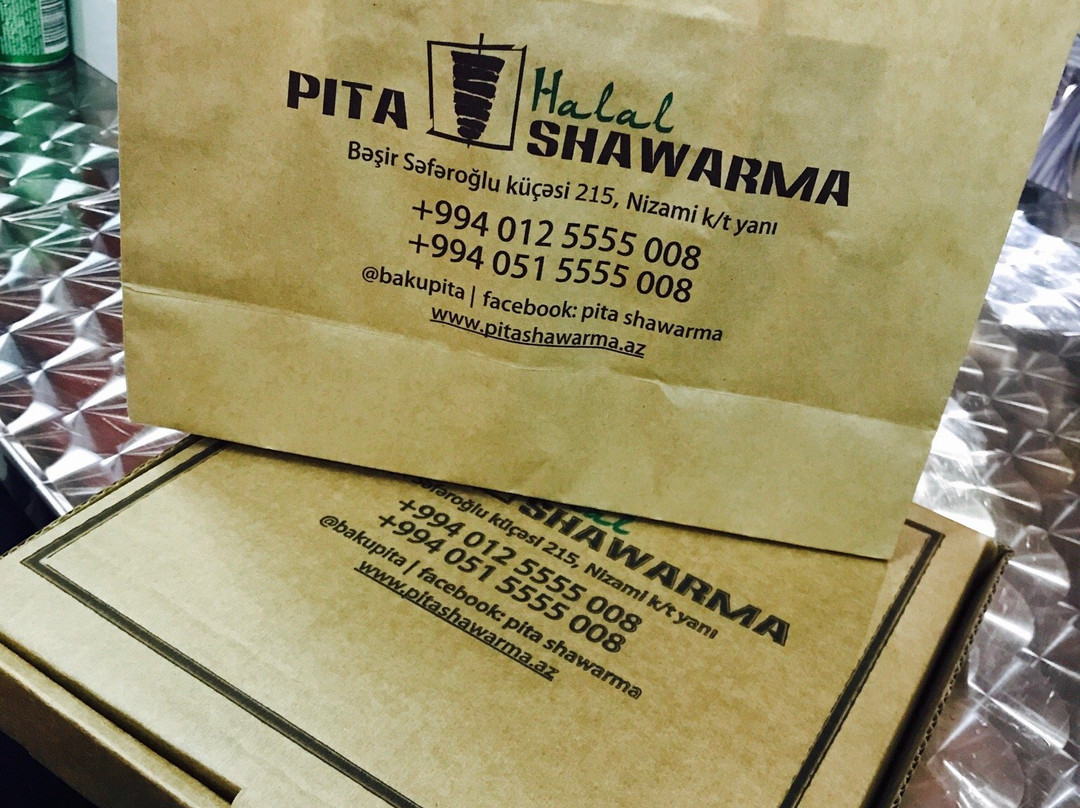 PITA Halal
SHAWARMA
Bəşir Səfəroğlu küçəsi 215, Nizami k/t yanı
+994 012 5555 008
+994 051 5555 008
@bakupita | facebook: pita shawarma
www.pitashawarma.az
SHAWARMA
küçəsi 215, Nizami k/t yanı
+994 012 5555 008
+994 051 5555 008
@bakupita | facebook: pita shawarma
www.pitashawarma.az